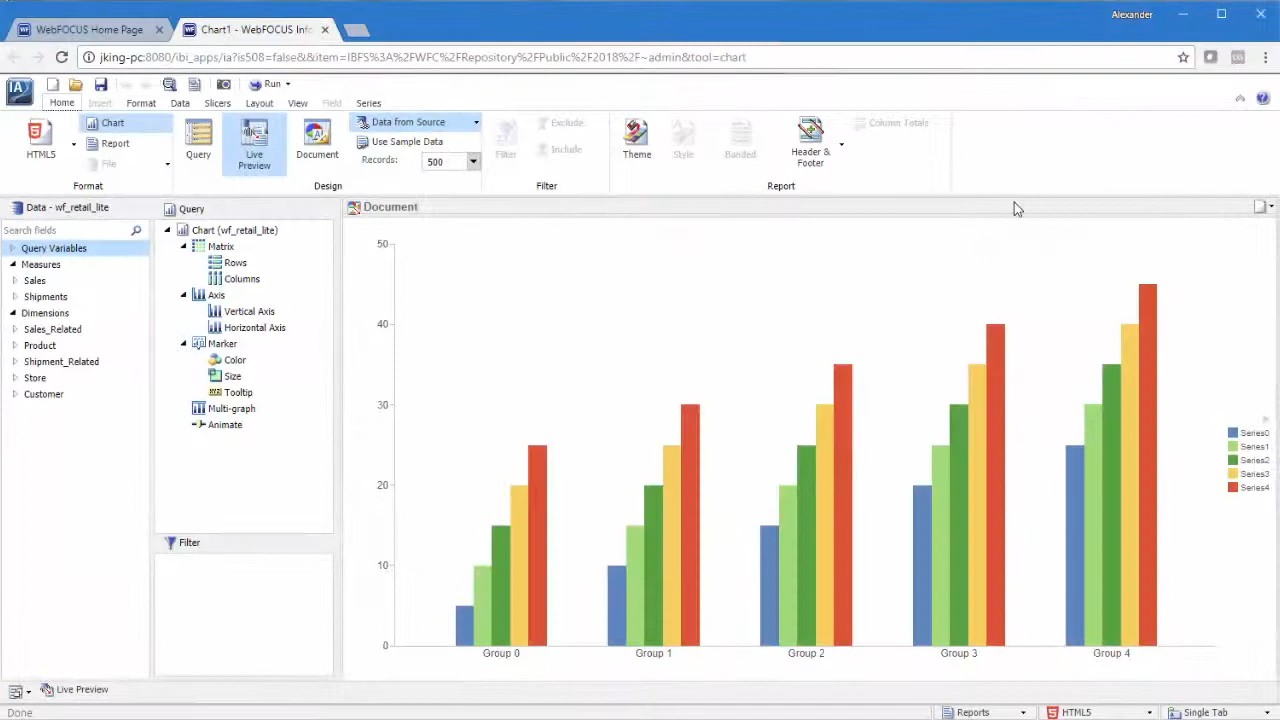 Alexander
WF WebFOCUS Home Page
WF Chart1 - WebFOCUS Info
jking-pc:8080/ibi_apps/ia?is508=false&&item=IBFS%3A%2FWFC%2FRepository%2FPublic%2F2018%2F~admin&tool=chart
IA
Run
Home Insert Format Data Slicers Layout View Field Series
HTML5
Chart
Report
File
Format
Query
Live Preview
Document
Data from Source
Use Sample Data
Records: 500
Design
Filter
Exclude
Include
Filter
Theme
Style
Banded
Header & Footer
Column Totals
Report
Data - wf_retail_lite
Search fields
Query Variables
Measures
Sales
Shipments
Dimensions
Sales_Related
Product
Shipment_Related
Store
Customer
Query
Chart (wf_retail_lite)
Matrix
Rows
Columns
Axis
Vertical Axis
Horizontal Axis
Marker
Color
Size
Tooltip
Multi-graph
Animate
Filter
Document
50
40
30
20
10
0
Group 0 Group 1 Group 2 Group 3 Group 4
Series0
Series1
Series2
Series3
Series4
Live Preview
Done
Reports
HTML5
Single Tab